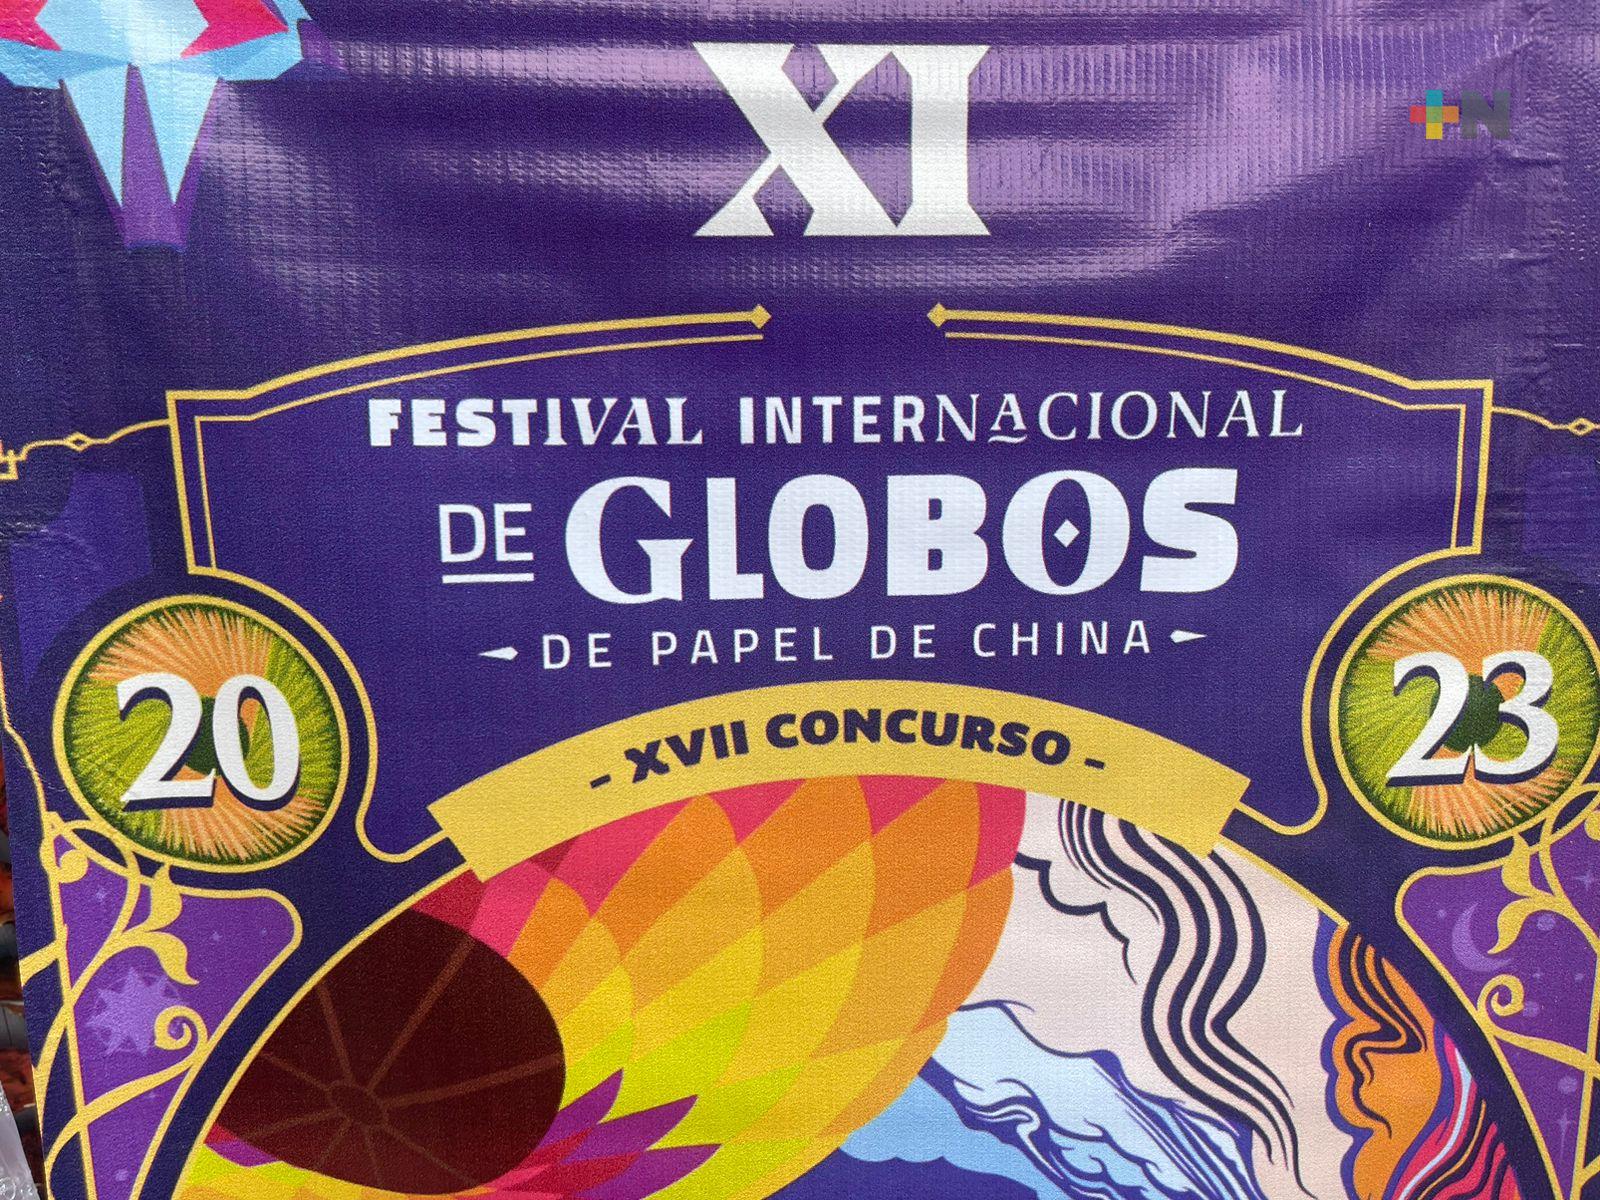 XI
+N
FESTIVAL INTERNACIONAL
DE GLOBOS
DE PAPEL DE CHINA
- XVII CONCURSO -
20 23